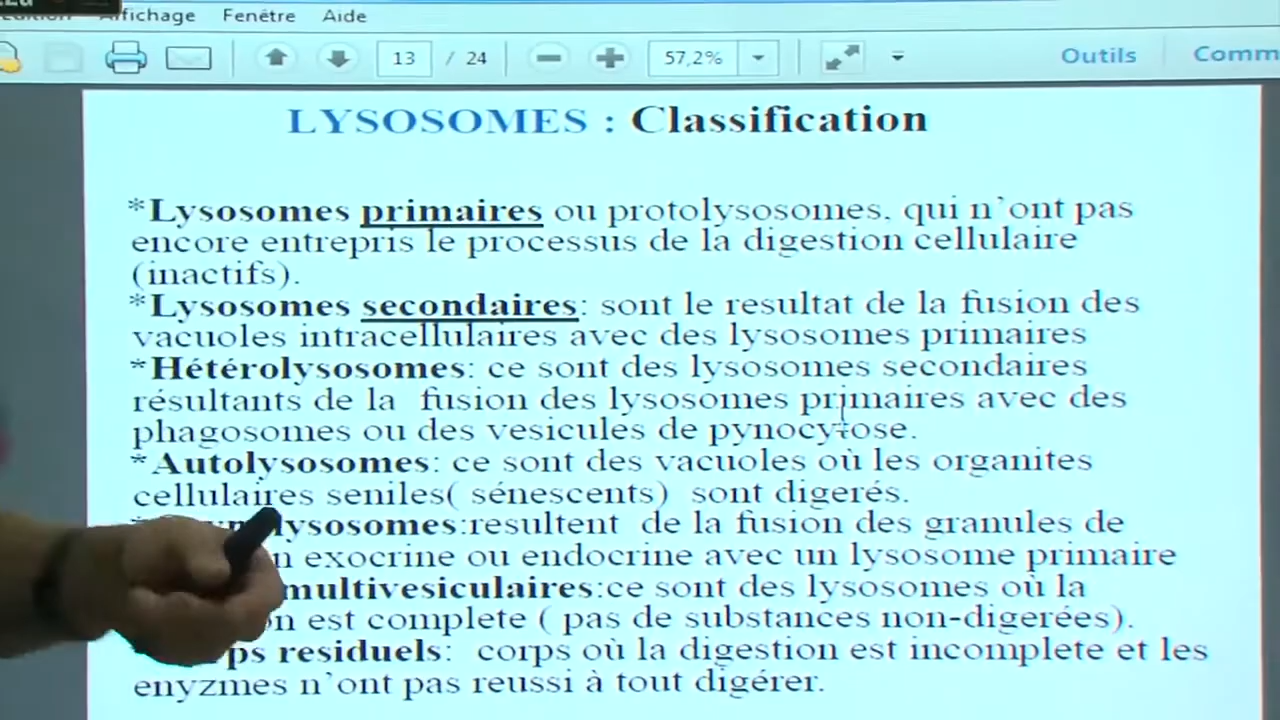 Affichage Fenêtre Aide
13 / 24 57,2% Outils
LYSOSOMES : Classification
*Lysosomes primaires ou protolysosomes. qui n'ont pas
encore entrepris le processus de la digestion cellulaire
(inactifs).
*Lysosomes secondaires: sont le resultat de la fusion des
vacuoles intracellulaires avec des lysosomes primaires
*Hétérolysosomes: ce sont des lysosomes secondaires
résultants de la fusion des lysosomes primaires avec des
phagosomes ou des vesicules de pynocytose.
*Autolysosomes: ce sont des vacuoles où les organites
cellulaires seniles( sénescents) sont digerés.
lysosomes:resultent de la fusion des granules de
exocrine ou endocrine avec un lysosome primaire
multivesiculaires:ce sont des lysosomes où la
est complete ( pas de substances non-digerées).
residuels: corps où la digestion est incomplete et les
enyzmes n'ont pas reussi à tout digérer.